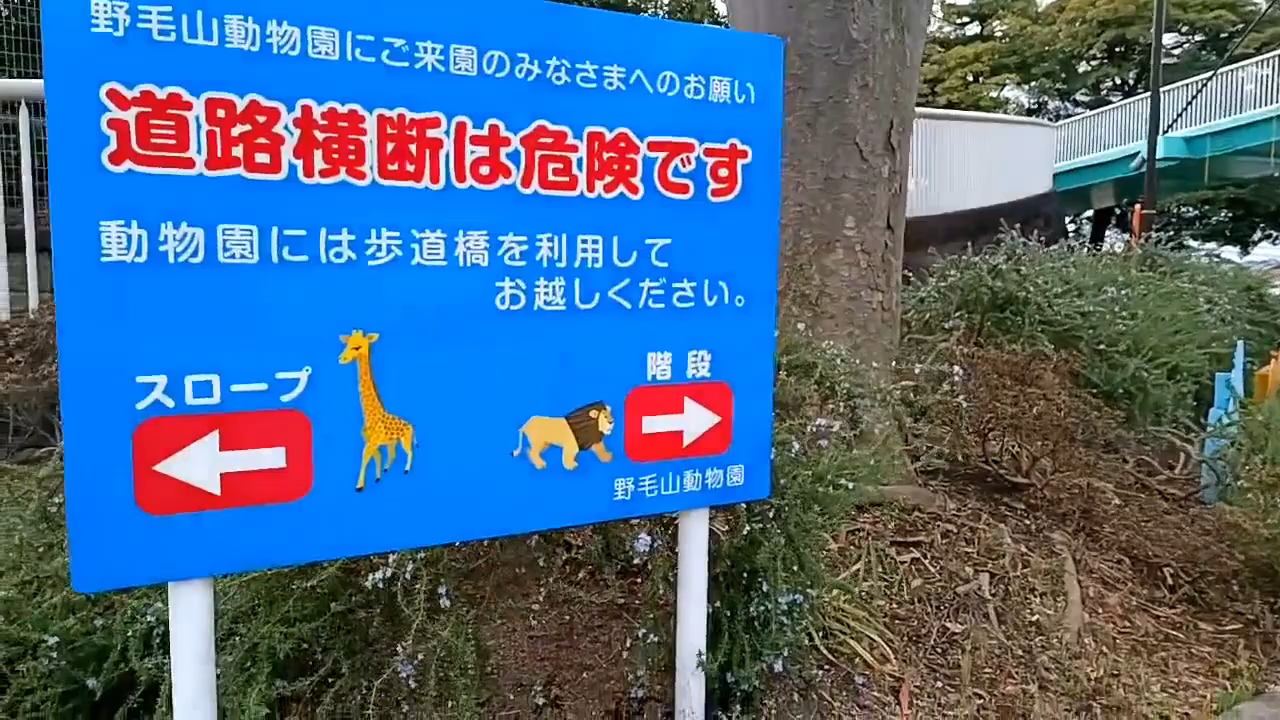 野毛山動物園にご来園のみなさまへのお願い
道路横断は危険です
動物園には歩道橋を利用して
お越しください。
スロープ
階段
野毛山動物園